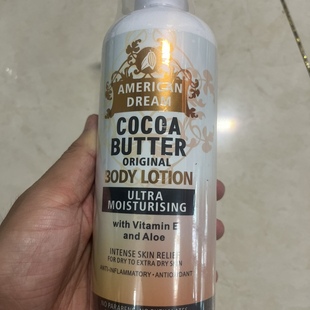 AMERICAN
DREAM
COCOA
BUTTER
ORIGINAL
BODY LOTION
ULTRA
MOISTURISING
with Vitamin E
and Aloe
INTENSE SKIN RELIEF
FOR DRY TO EXTRA DRY SKIN
ANTI-INFLAMMATORY - ANTIOXIDANT